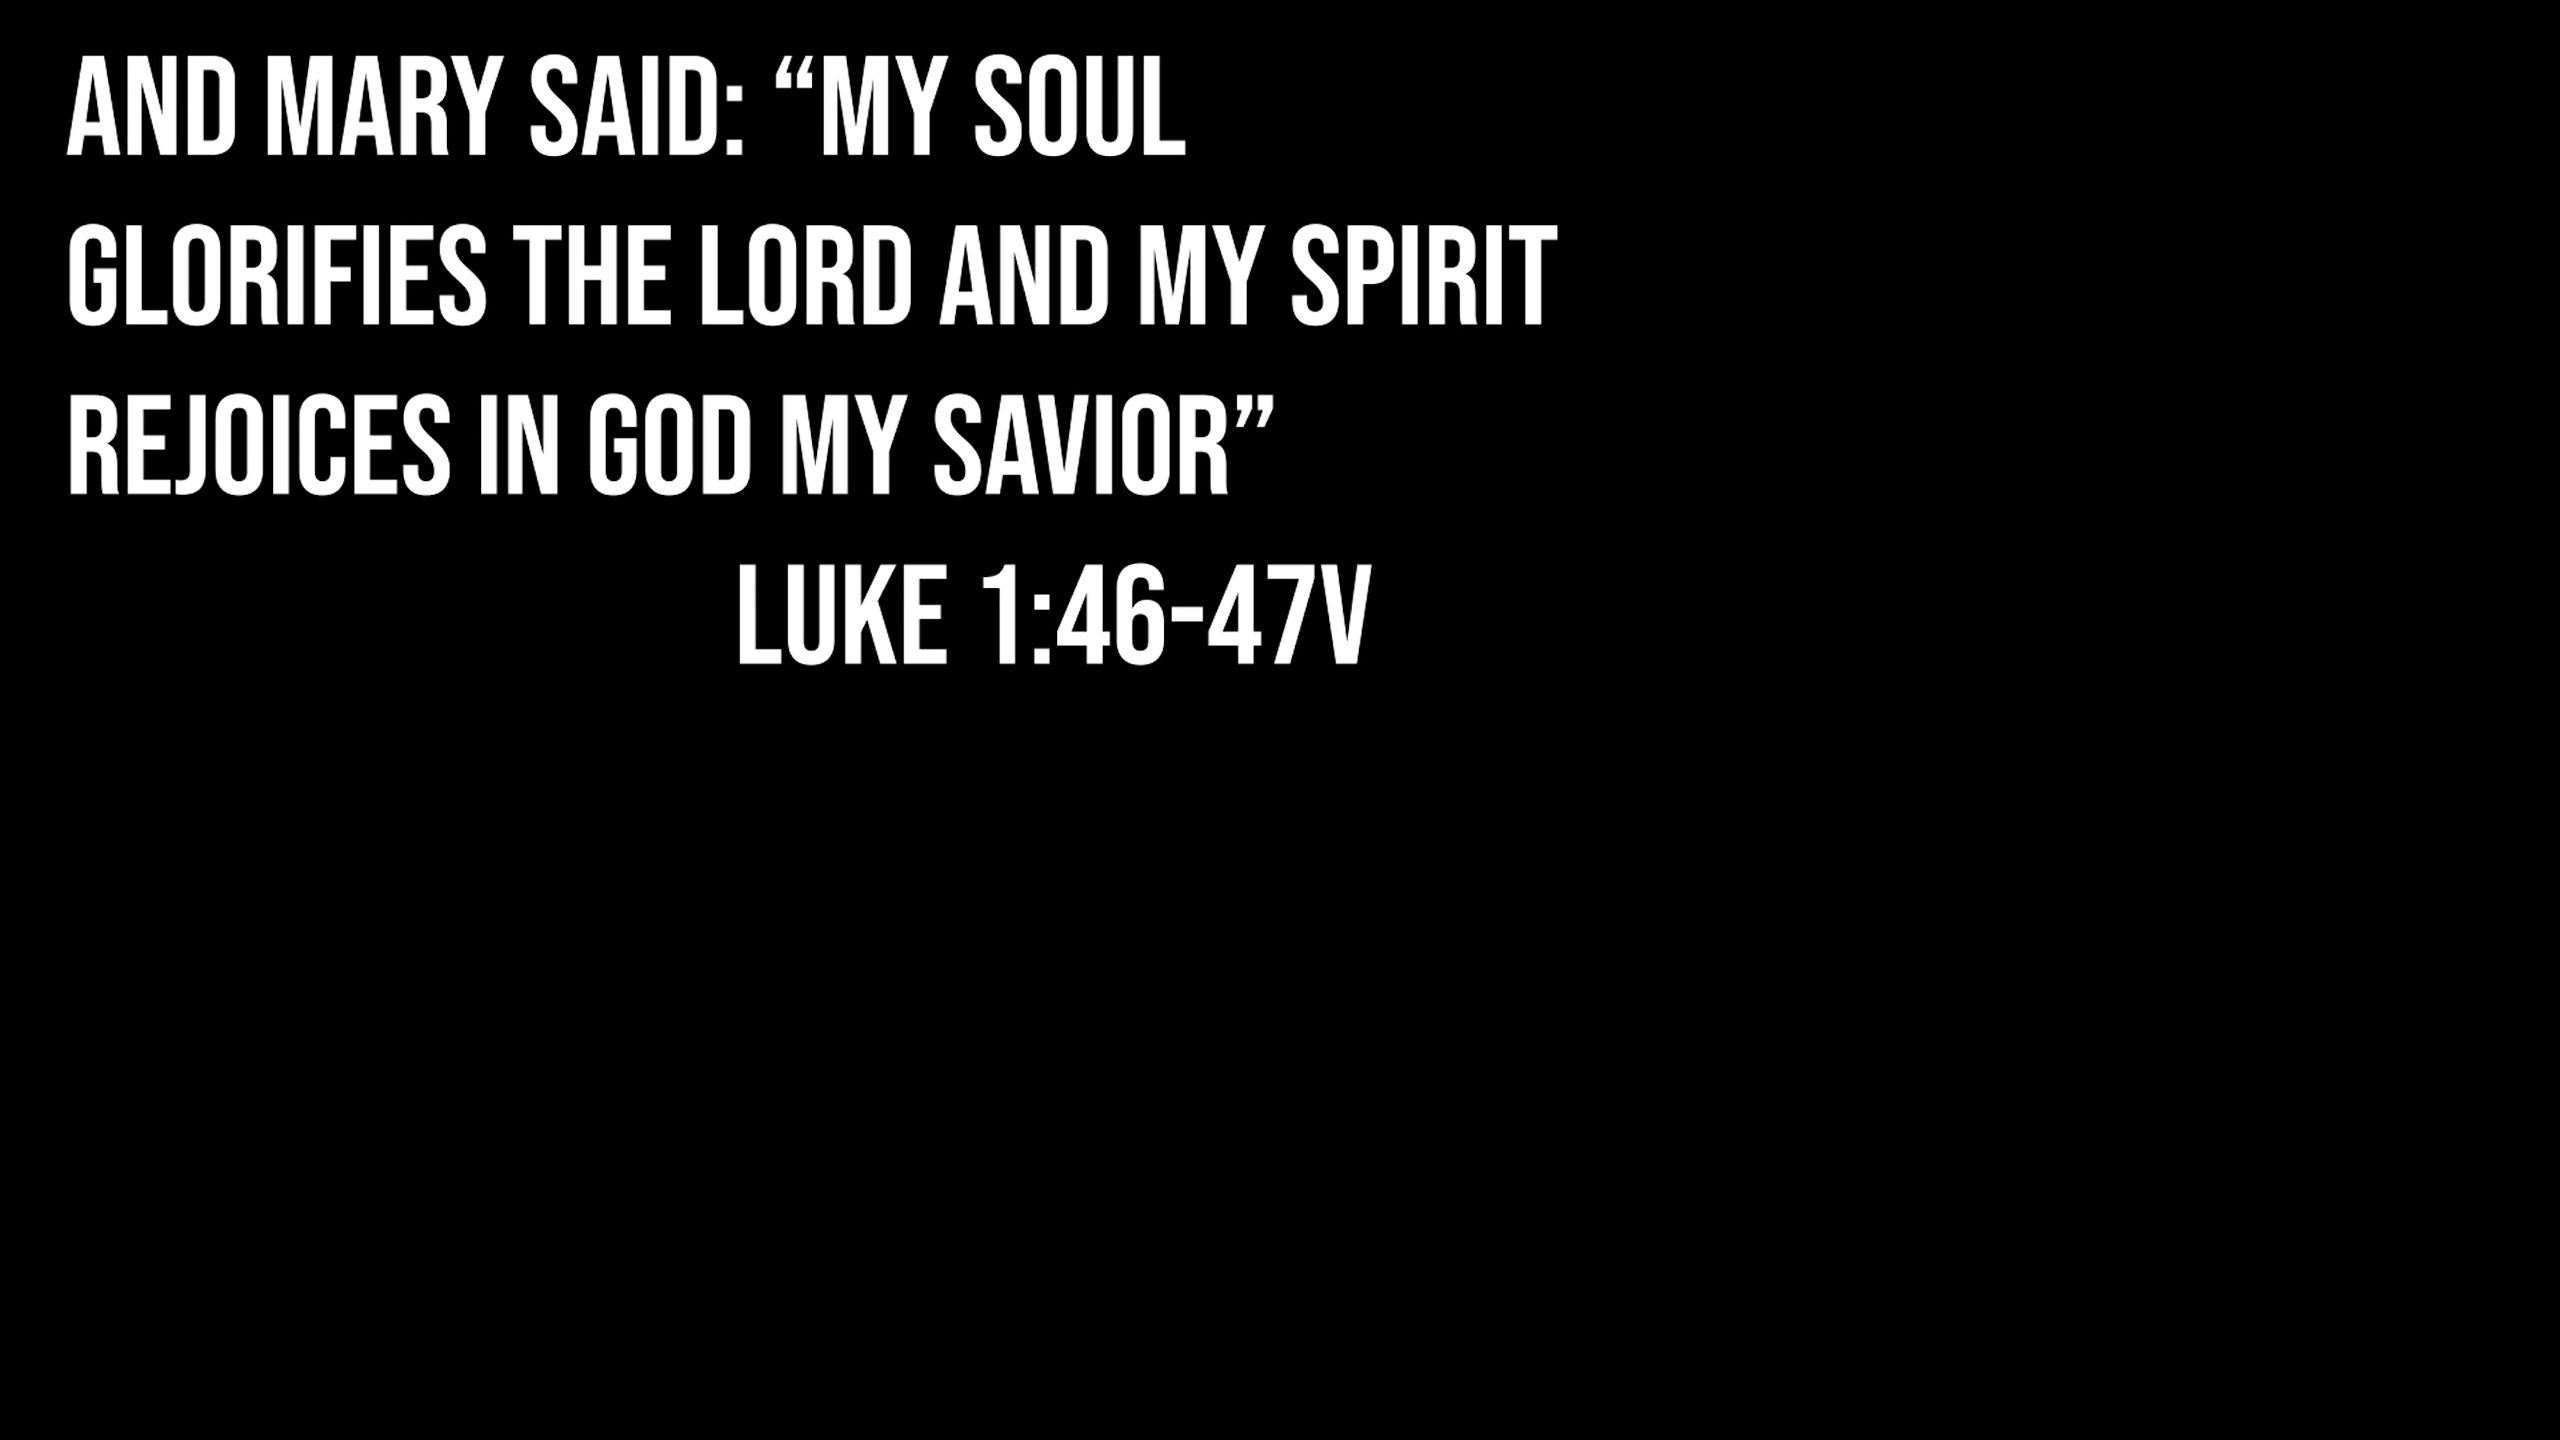 AND MARY SAID: “MY SOUL
GLORIFIES THE LORD AND MY SPIRIT
REJOICES IN GOD MY SAVIOR”
LUKE 1:46-47V